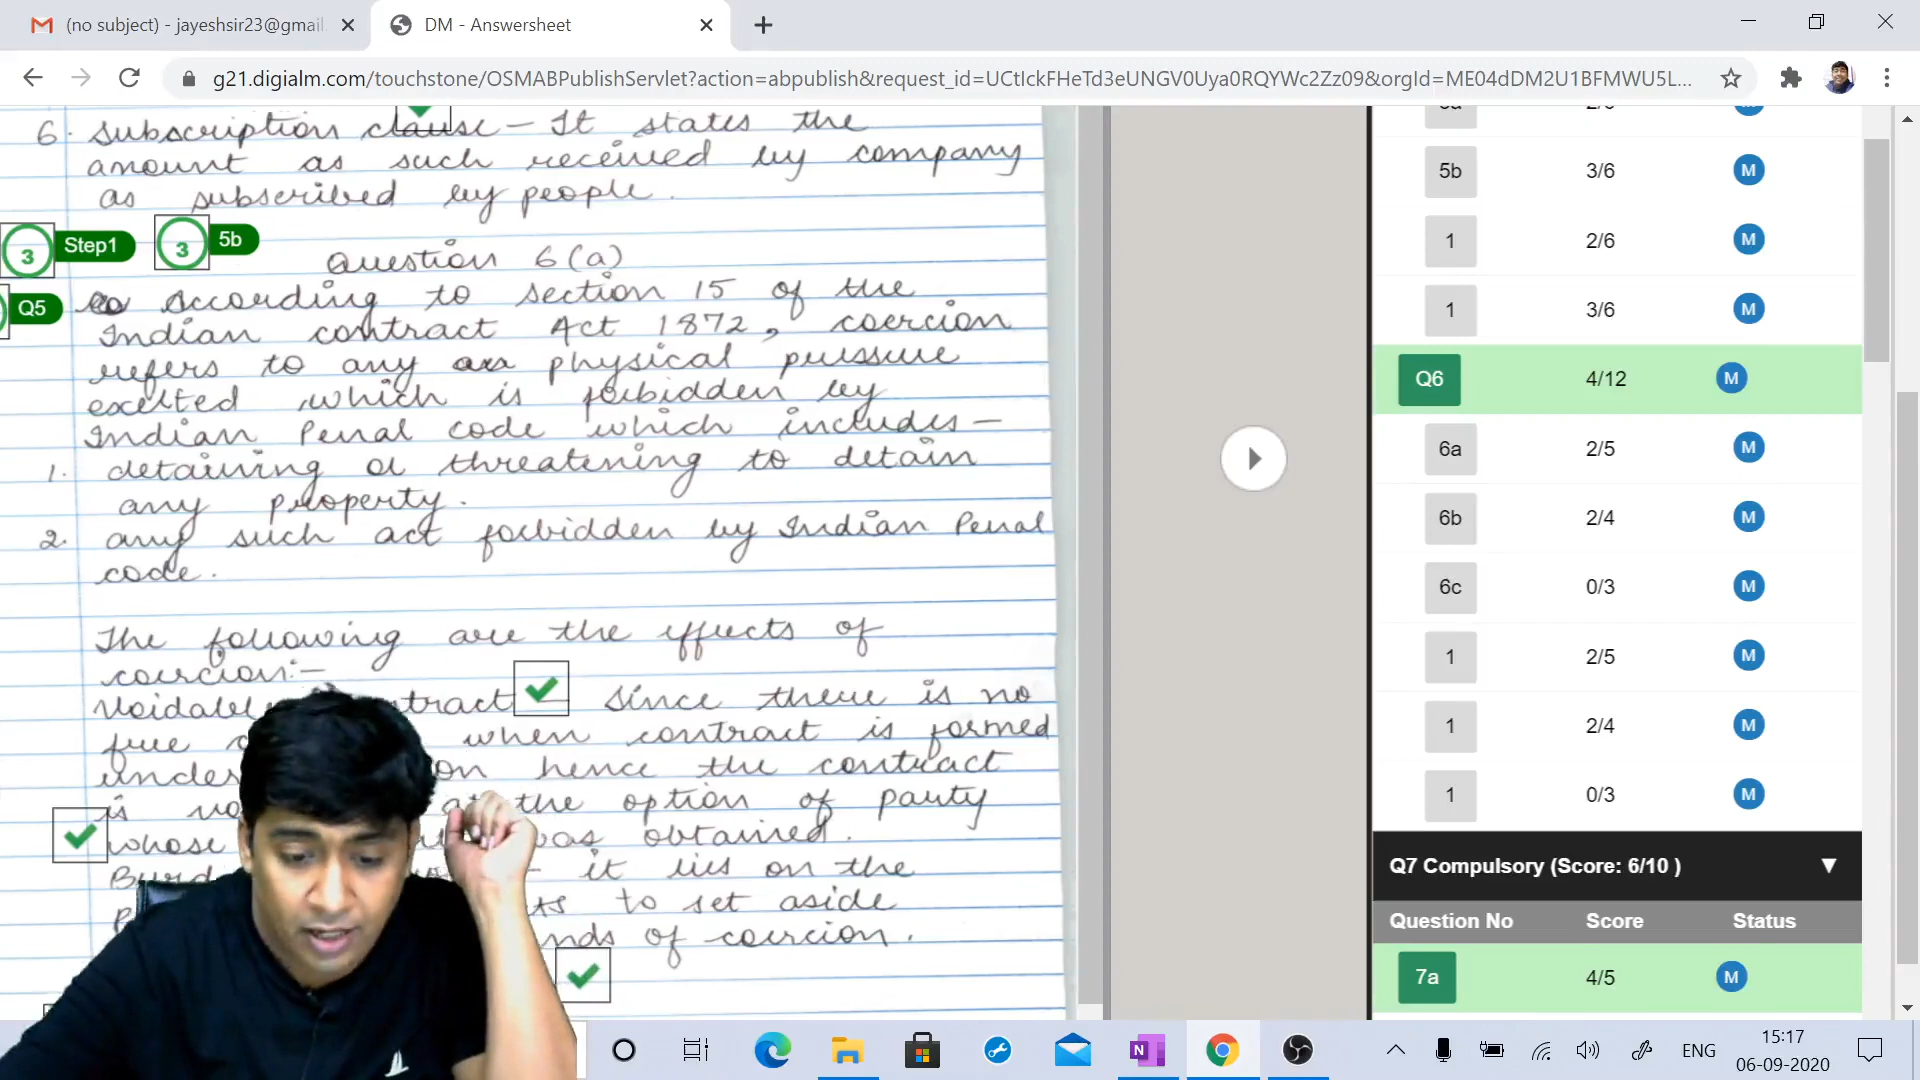 (no subject) - jayeshsir23@gmail.
DM - Answersheet
g21.digialm.com/touchstone/OSMABPublishServlet?action=abpublish&request_id=UCtIckFHeTd3eUNGV0Uya0RQYWc2Zz09&orgId=ME04dDM2U1BFMWU5L...
6. Subscription clause - It states the
amount as such received by company
as subscribed by people.
3 Step1 3 5b
Question 6(a)
Q5
According to section 15 of the
Indian contract Act 1872, coercion
refers to any physical pressure
exerted which is forbidden by
Indian Penal code which includes -
1. detaining or threatening to detain
any property.
2. any such act forbidden by Indian Penal
code.
The following are the effects of
coercion:-
Since there is no
free when contract is formed
under hence the contract
is the option of party
whose was obtained.
it lies on the
to set aside
of coercion.
5b 3/6 M
1 2/6 M
1 3/6 M
Q6 4/12 M
6a 2/5 M
6b 2/4 M
6c 0/3 M
1 2/5 M
1 2/4 M
1 0/3 M
Q7 Compulsory (Score: 6/10 )
Question No Score Status
7a 4/5 M
N
ENG
15:17
06-09-2020